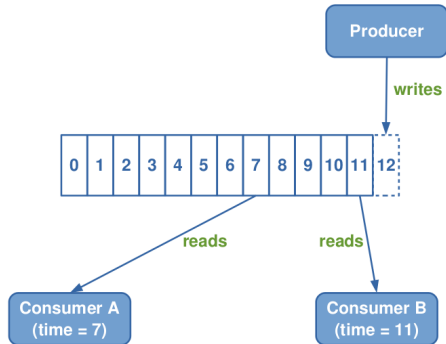 Producer
writes
0 1 2 3 4 5 6 7 8 9 10 11 12
reads
reads
Consumer A
(time = 7)
Consumer B
(time = 11)